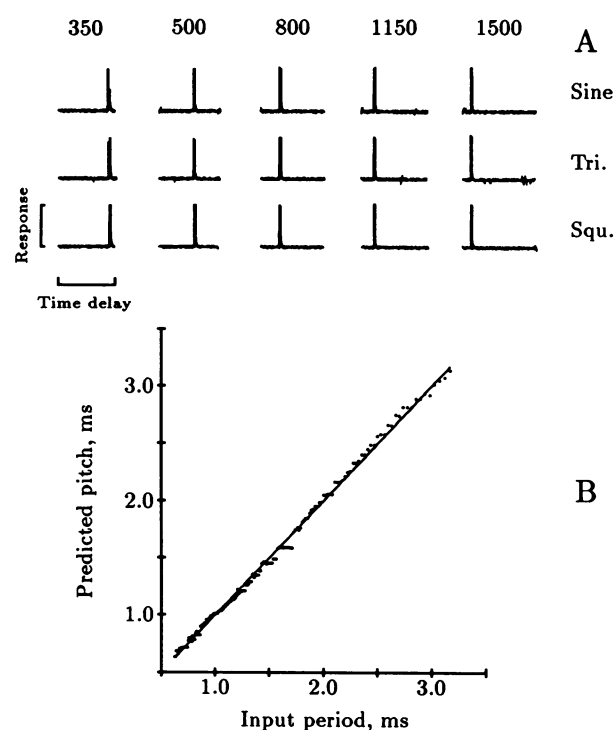 350 500 800 1150 1500
A
Sine
Tri.
Squ.
Response
Time delay
3.0
2.0
1.0
Predicted pitch, ms
B
1.0 2.0 3.0
Input period, ms